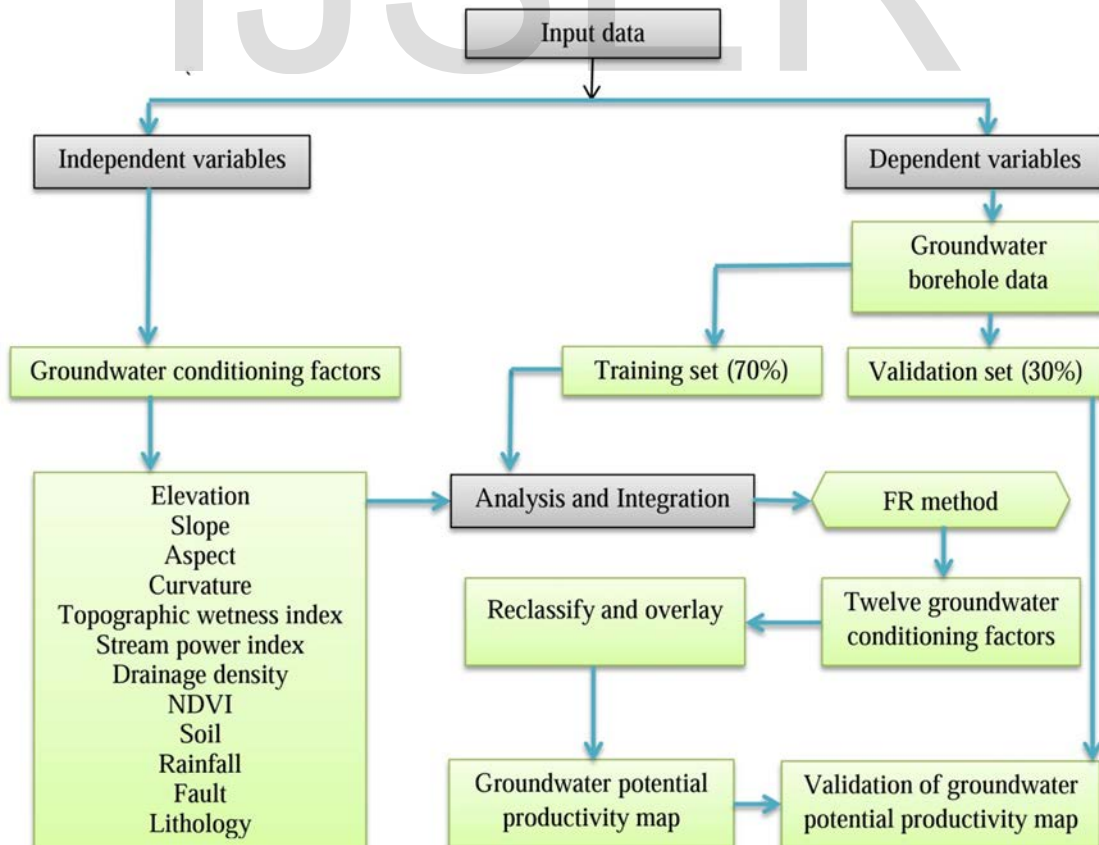 IJSER
Input data
Independent variables
Dependent variables
Groundwater
borehole data
Groundwater conditioning factors
Training set (70%)
Validation set (30%)
Elevation
Slope
Aspect
Curvature
Topographic wetness index
Stream power index
Drainage density
NDVI
Soil
Rainfall
Fault
Lithology
Analysis and Integration
FR method
Reclassify and overlay
Twelve groundwater
conditioning factors
Groundwater potential
productivity map
Validation of groundwater
potential productivity map